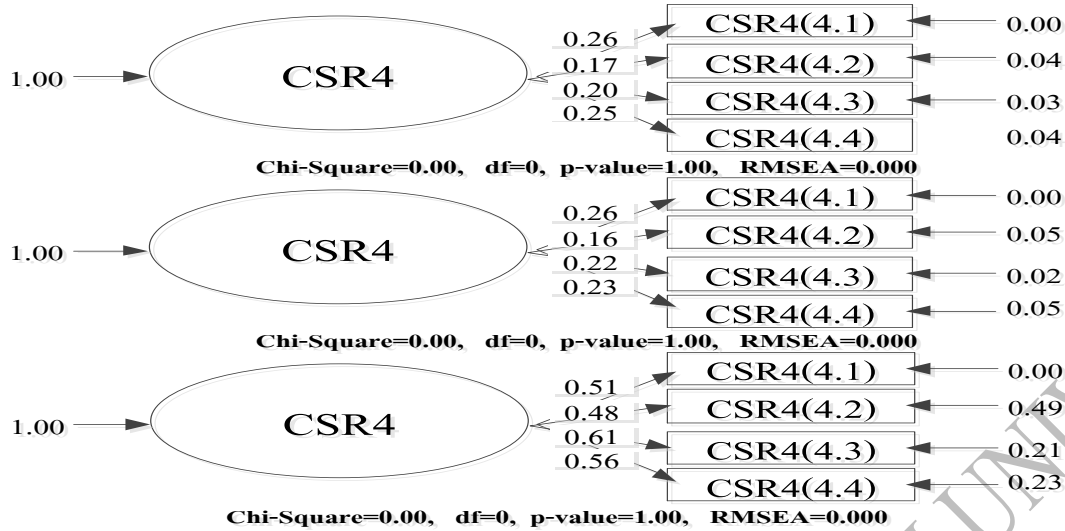 0.26 CSR4(4.1) 0.00
1.00 CSR4 0.17 CSR4(4.2) 0.04
0.20 CSR4(4.3) 0.03
0.25 CSR4(4.4) 0.04
Chi-Square=0.00, df=0, p-value=1.00, RMSEA=0.000
0.26 CSR4(4.1) 0.00
1.00 CSR4 0.16 CSR4(4.2) 0.05
0.22 CSR4(4.3) 0.02
0.23 CSR4(4.4) 0.05
Chi-Square=0.00, df=0, p-value=1.00, RMSEA=0.000
0.51 CSR4(4.1) 0.00
1.00 CSR4 0.48 CSR4(4.2) 0.49
0.61 CSR4(4.3) 0.21
0.56 CSR4(4.4) 0.23
Chi-Square=0.00, df=0, p-value=1.00, RMSEA=0.000